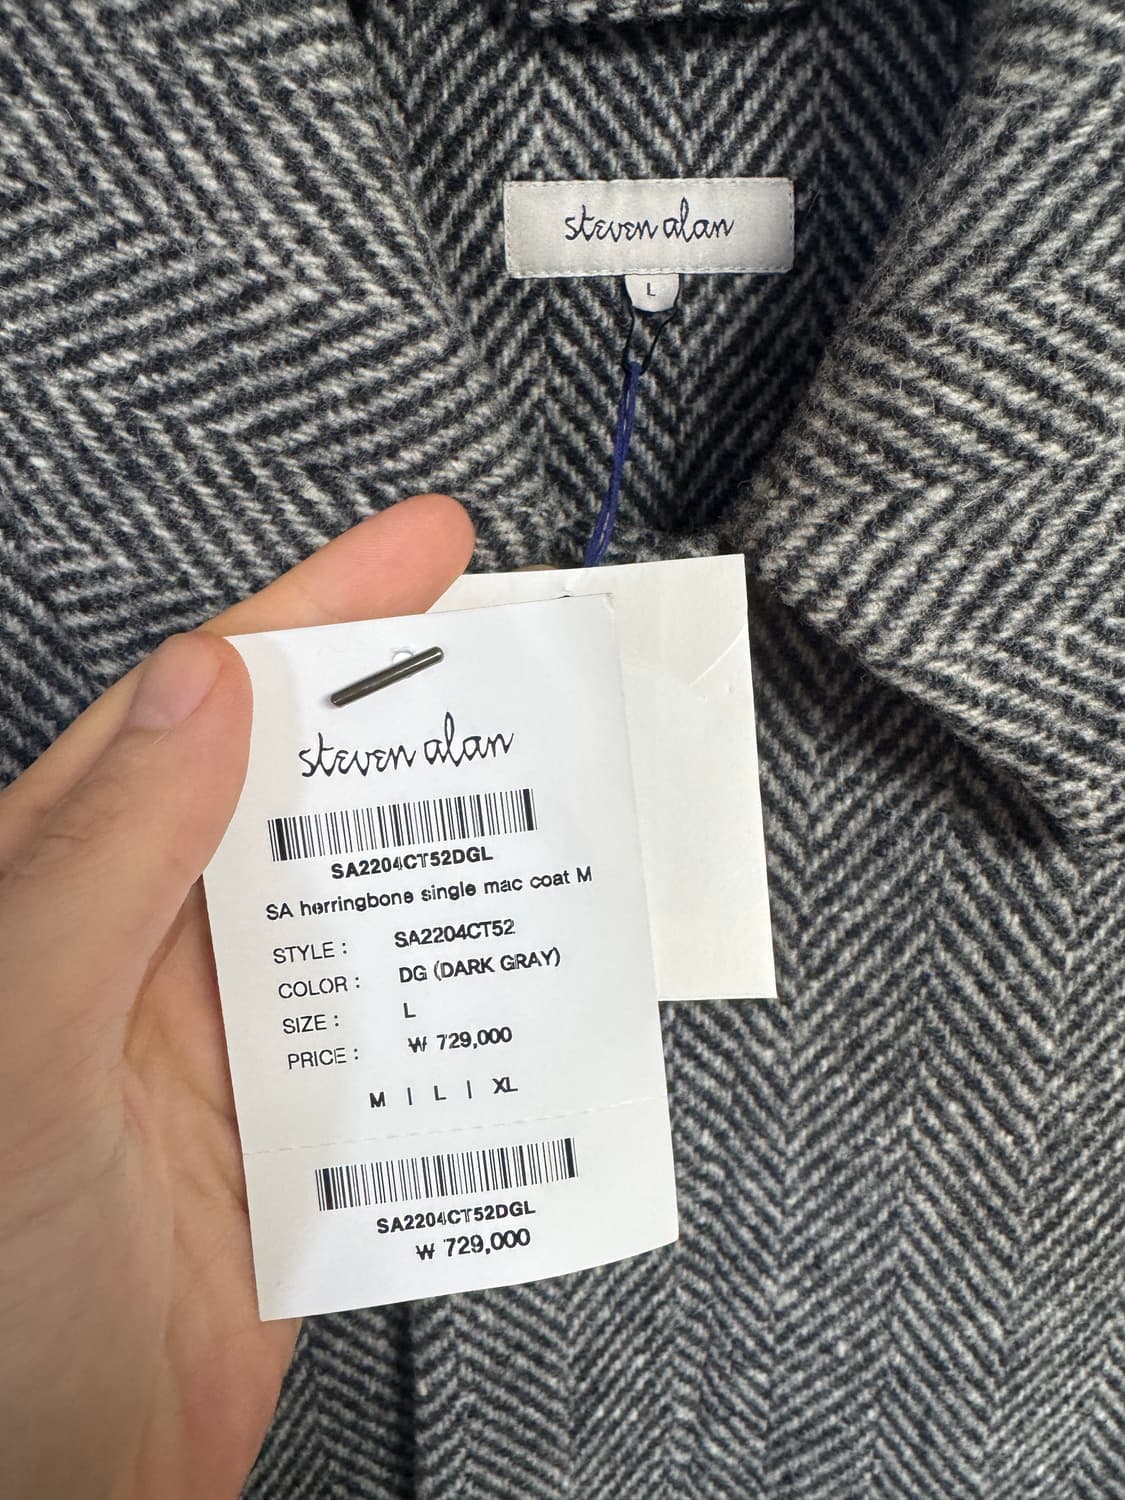 steven alan
L
steven alan
SA2204CT52DGL
SA herringbone single mac coat M
STYLE : SA2204CT52
COLOR : DG (DARK GRAY)
SIZE : L
PRICE : ₩ 729,000
M | L | XL
SA2204CT52DGL
₩ 729,000